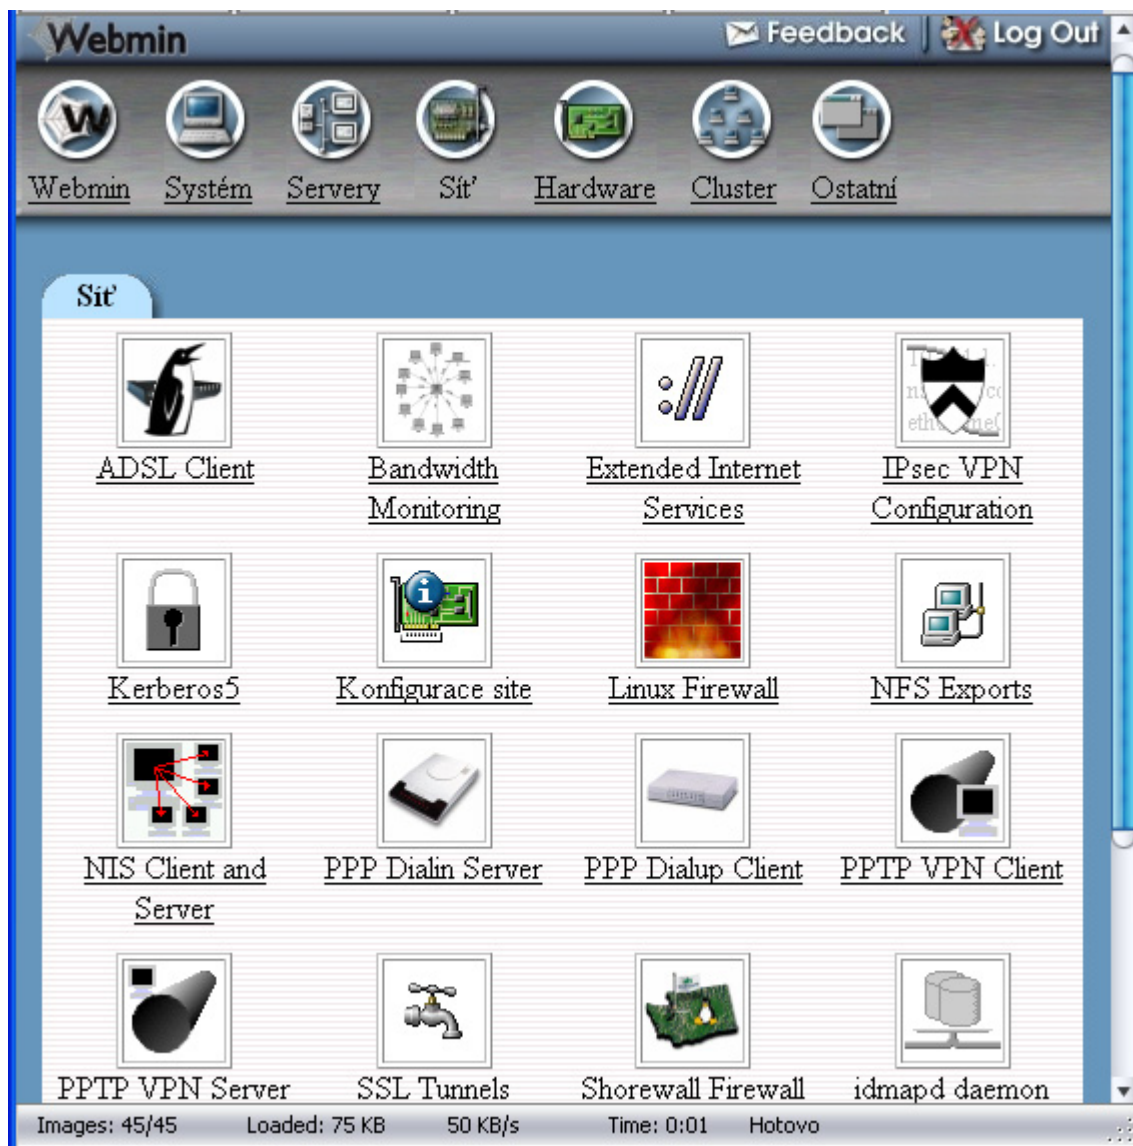 Webmin
Feedback
Log Out
Webmin Systém Servery Síť Hardware Cluster Ostatní
Síť
ADSL Client
Bandwidth
Monitoring
Extended Internet
Services
IPsec VPN
Configuration
Kerberos5
Konfigurace site
Linux Firewall
NFS Exports
NIS Client and
Server
PPP Dialin Server
PPP Dialup Client
PPTP VPN Client
PPTP VPN Server
SSL Tunnels
Shorewall Firewall
idmapd daemon
Images: 45/45 Loaded: 75 KB 50 KB/s Time: 0:01 Hotovo